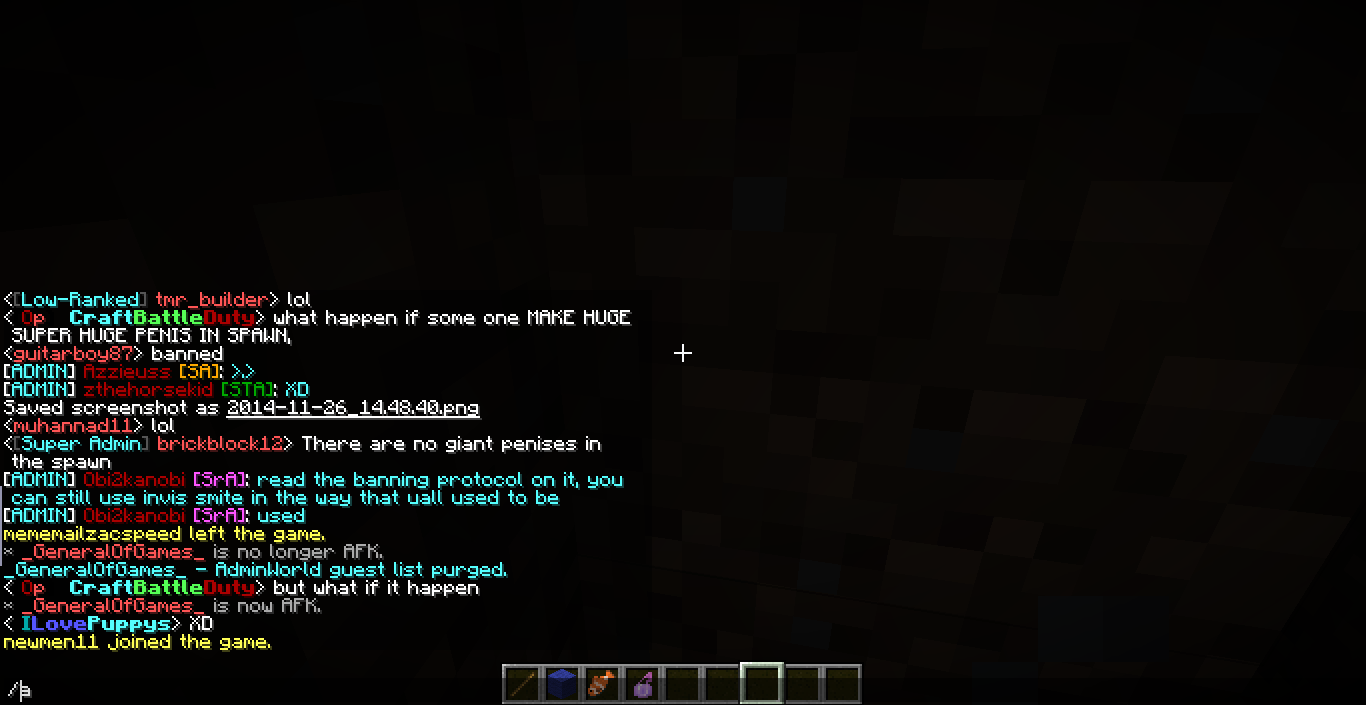 <[Low-Ranked] tmr_builder> lol
< Op CraftBattleDuty> what happen if some one MAKE HUGE
SUPER HUGE PENIS IN SPAWN,
<guitarboy87> banned
[ADMIN] Azzieuss [SA]: >.>
[ADMIN] zthehorsekid [STA]: XD
Saved screenshot as 2014-11-26_14.48.40.png
<muhannad11> lol
<[Super Admin] brickblock12> There are no giant penises in
the spawn
[ADMIN] Obi2kanobi [SrA]: read the banning protocol on it, you
can still use invis smite in the way that uall used to be
[ADMIN] Obi2kanobi [SrA]: used
mememailzacspeed left the game.
* _GeneralOfGames_ is no longer AFK.
_GeneralOfGames_ - AdminWorld guest list purged.
< Op CraftBattleDuty> but what if it happen
* _GeneralOfGames_ is now AFK.
< ILovePuppys> XD
newmen11 joined the game.
/a